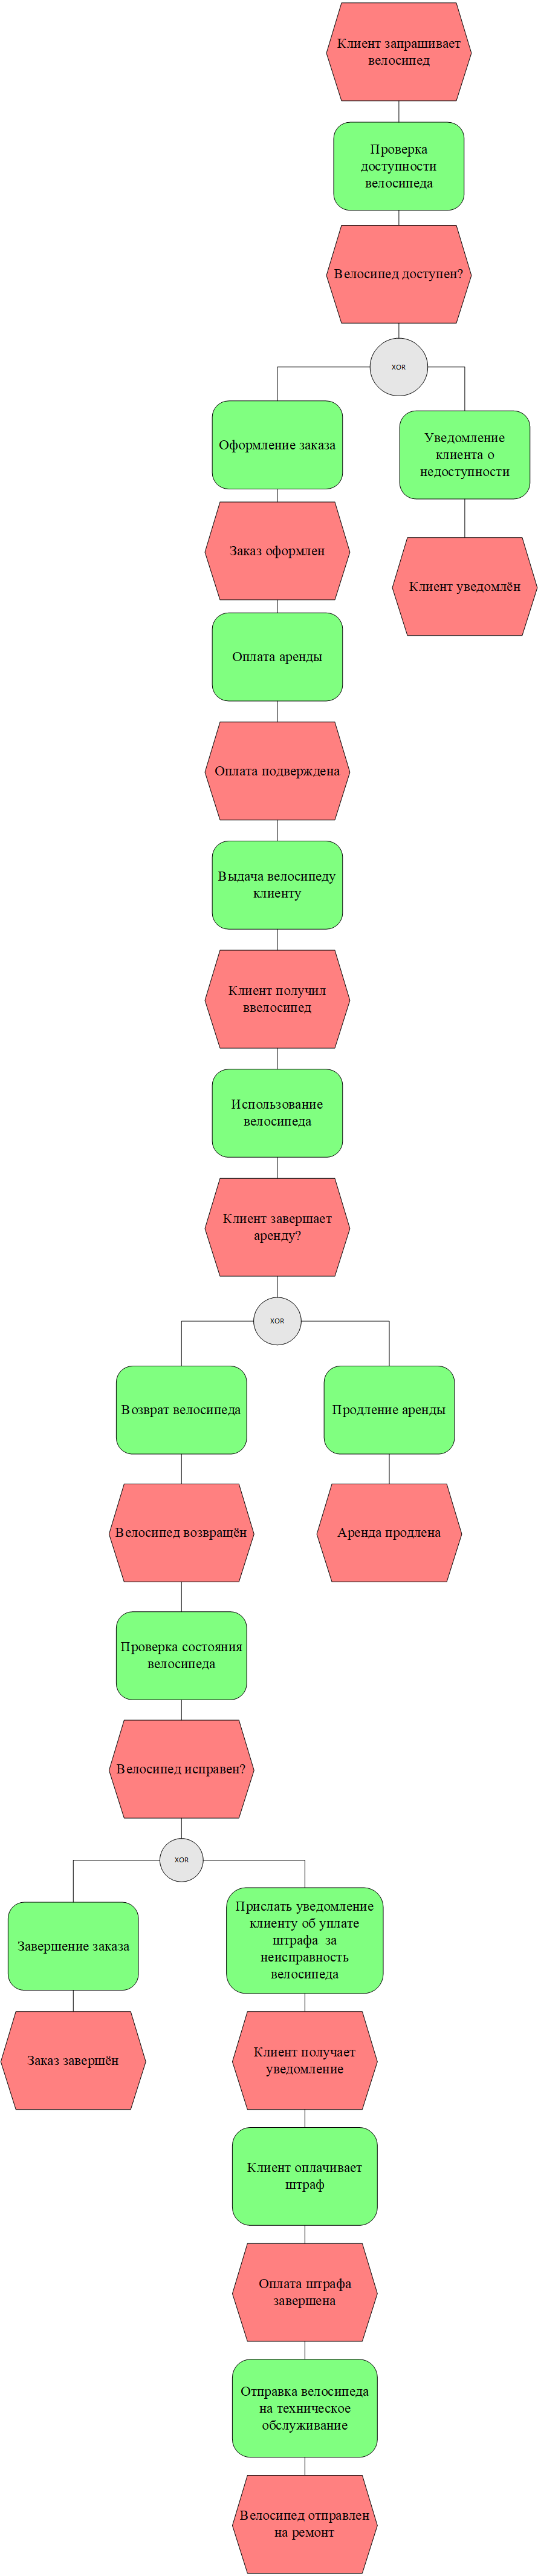 Клиент запрашивает
велосипед
Проверка
доступности
велосипеда
Велосипед доступен?
XOR
Оформление заказа
Уведомление
клиента о
недоступности
Заказ оформлен
Клиент уведомлён
Оплата аренды
Оплата подтверждена
Выдача велосипеду
клиенту
Клиент получил
ввелосипед
Использование
велосипеда
Клиент завершает
аренду?
XOR
Возврат велосипеда
Продление аренды
Велосипед возвращён
Аренда продлена
Проверка состояния
велосипеда
Велосипед исправен?
XOR
Завершение заказа
Прислать уведомление
клиенту об уплате
штрафа за
неисправность
велосипеда
Заказ завершён
Клиент получает
уведомление
Клиент оплачивает
штраф
Оплата штрафа
завершена
Отправка велосипеда
на техническое
обслуживание
Велосипед отправлен
на ремонт